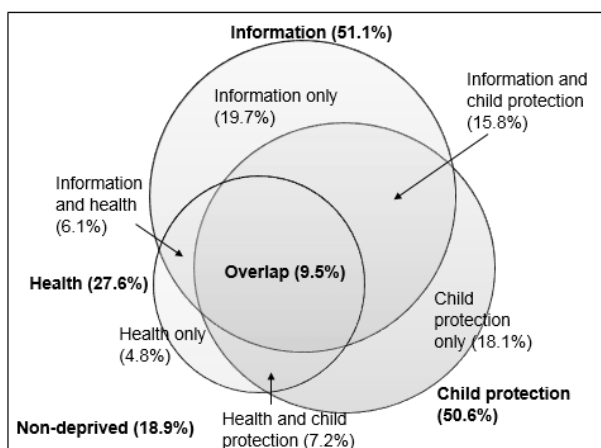 Information (51.1%)
Information only
(19.7%)
Information and
child protection
(15.8%)
Information
and health
(6.1%)
Health (27.6%)
Overlap (9.5%)
Health only
(4.8%)
Child
protection
only (18.1%)
Child protection
(50.6%)
Non-deprived (18.9%)
Health and child
protection (7.2%)